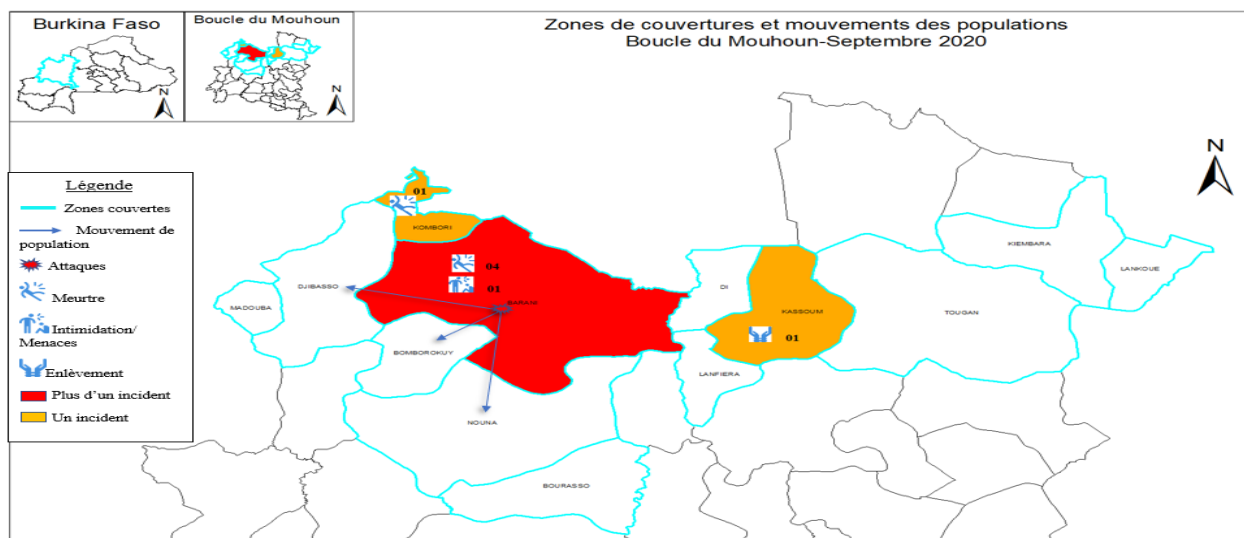 Burkina Faso
N
Boucle du Mouhoun
N
Zones de couvertures et mouvements des populations
Boucle du Mouhoun-Septembre 2020
N
Légende
Zones couvertes
Mouvement de
population
Attaques
Meurtre
Intimidation/
Menaces
Enlèvement
Plus d'un incident
Un incident
01
KOMBORI
04
01
BARANI
DJIBASSO
MADOUBA
BOMBOROKUY
NOUNA
BOURASSO
DI
KASSOUM
01
LANFIERA
TOUGAN
KIEMBARA
LANKOUE